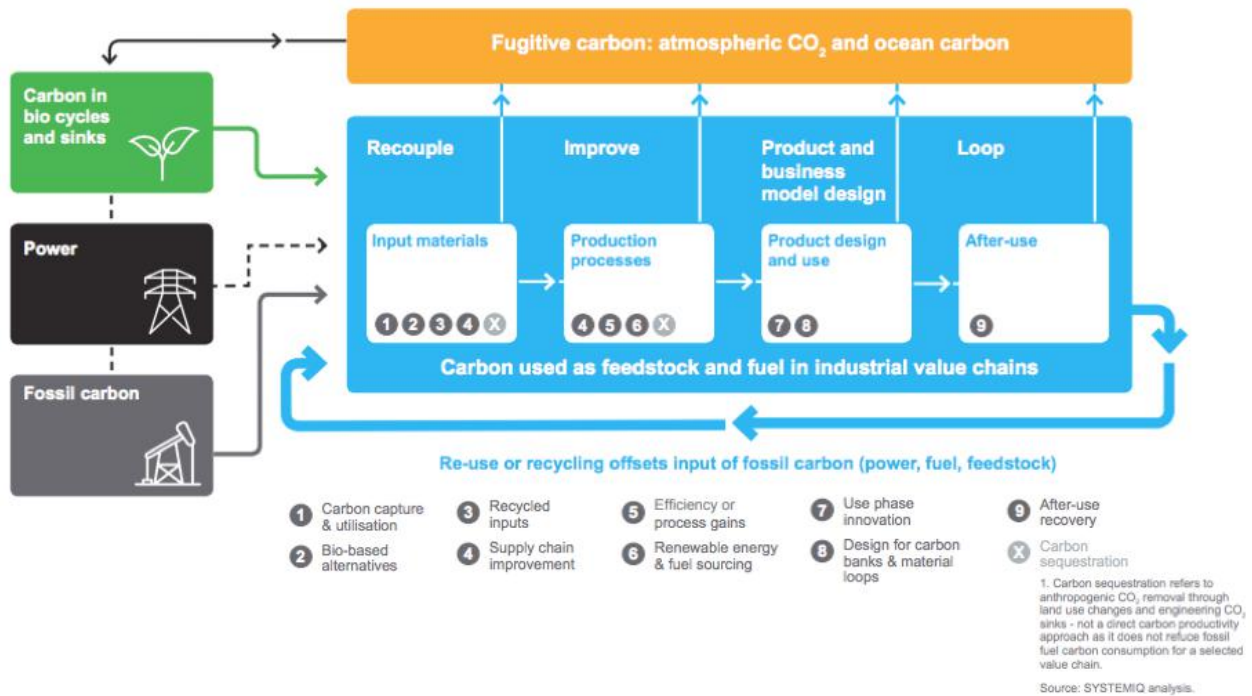 Fugitive carbon: atmospheric CO₂ and ocean carbon
Carbon in
bio cycles
and sinks
Power
Fossil carbon
Recouple
Improve
Product and
business
model design
Loop
Input materials
1 2 3 4 X
Production
processes
4 5 6 X
Product design
and use
7 8
After-use
9
Carbon used as feedstock and fuel in industrial value chains
Re-use or recycling offsets input of fossil carbon (power, fuel, feedstock)
1 Carbon capture
& utilisation
2 Bio-based
alternatives
3 Recycled
inputs
4 Supply chain
improvement
5 Efficiency or
process gains
6 Renewable energy
& fuel sourcing
7 Use phase
innovation
8 Design for carbon
banks & material
loops
9 After-use
recovery
X Carbon
sequestration
1. Carbon sequestration refers to
anthropogenic CO₂ removal through
land use changes and engineering CO₂
sinks - not a direct carbon productivity
approach as it does not refuce fossil
fuel carbon consumption for a selected
value chain.
Source: SYSTEMIQ analysis.